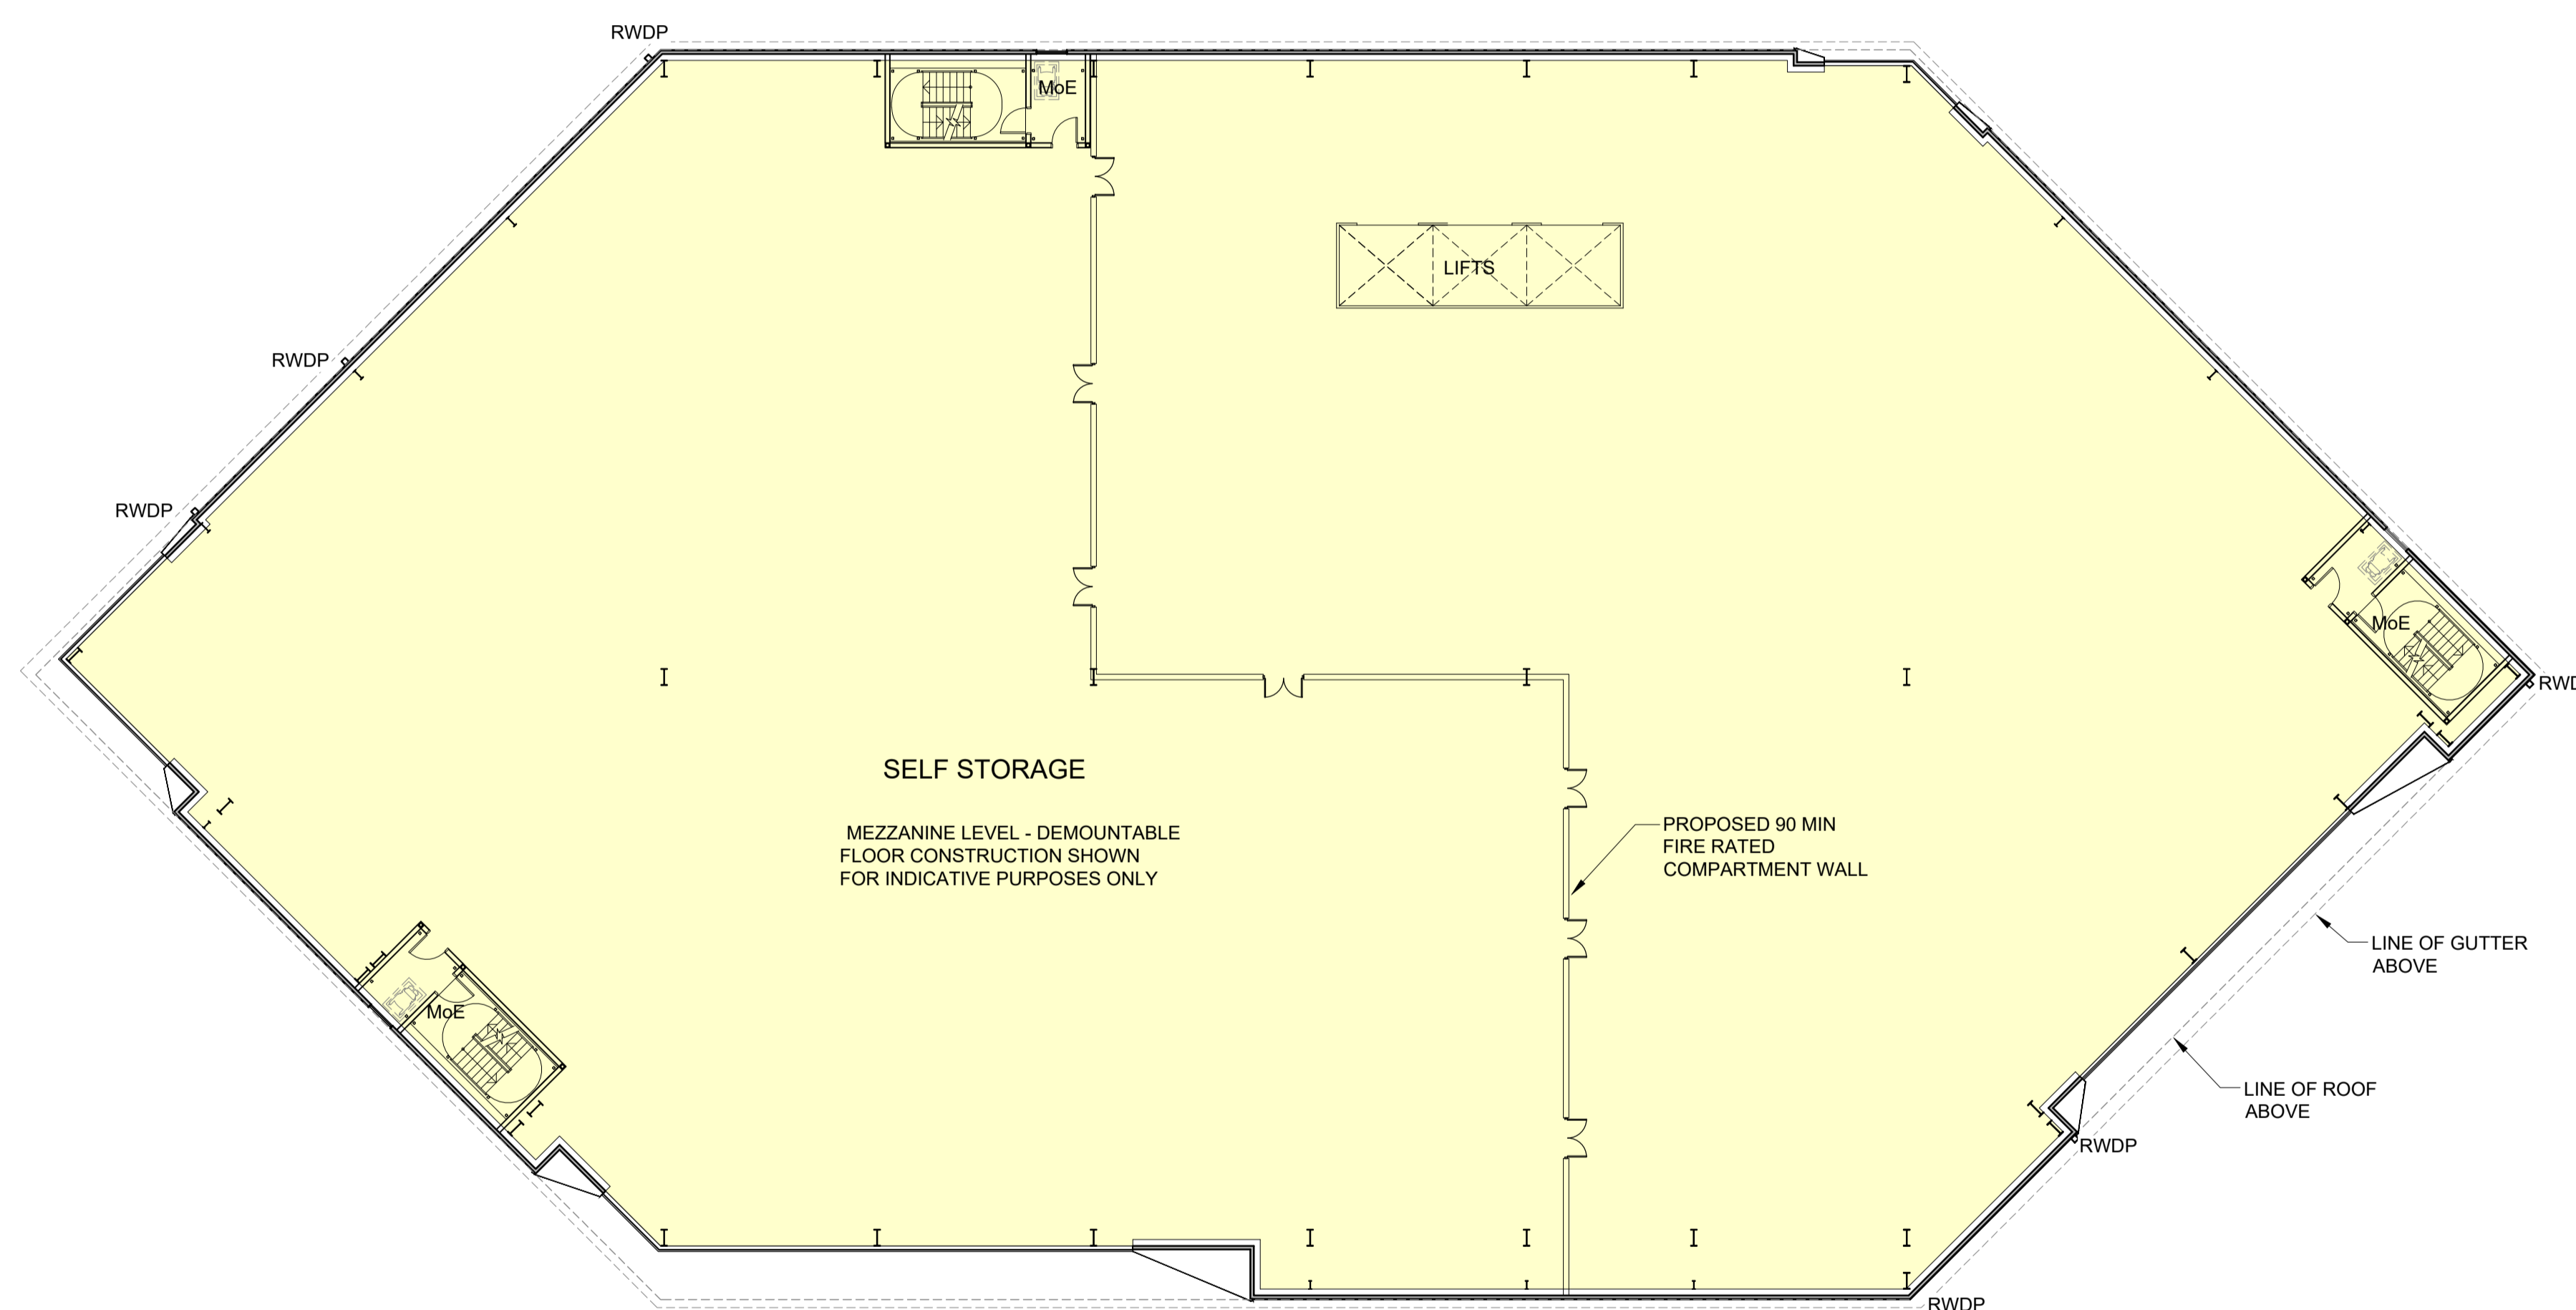 RWDP
MoE
LIFTS
RWDP
RWDP
MoE
RWD
SELF STORAGE
MEZZANINE LEVEL - DEMOUNTABLE
FLOOR CONSTRUCTION SHOWN
FOR INDICATIVE PURPOSES ONLY
PROPOSED 90 MIN
FIRE RATED
COMPARTMENT WALL
LINE OF GUTTER
ABOVE
MoE
LINE OF ROOF
ABOVE
RWDP
RWDP